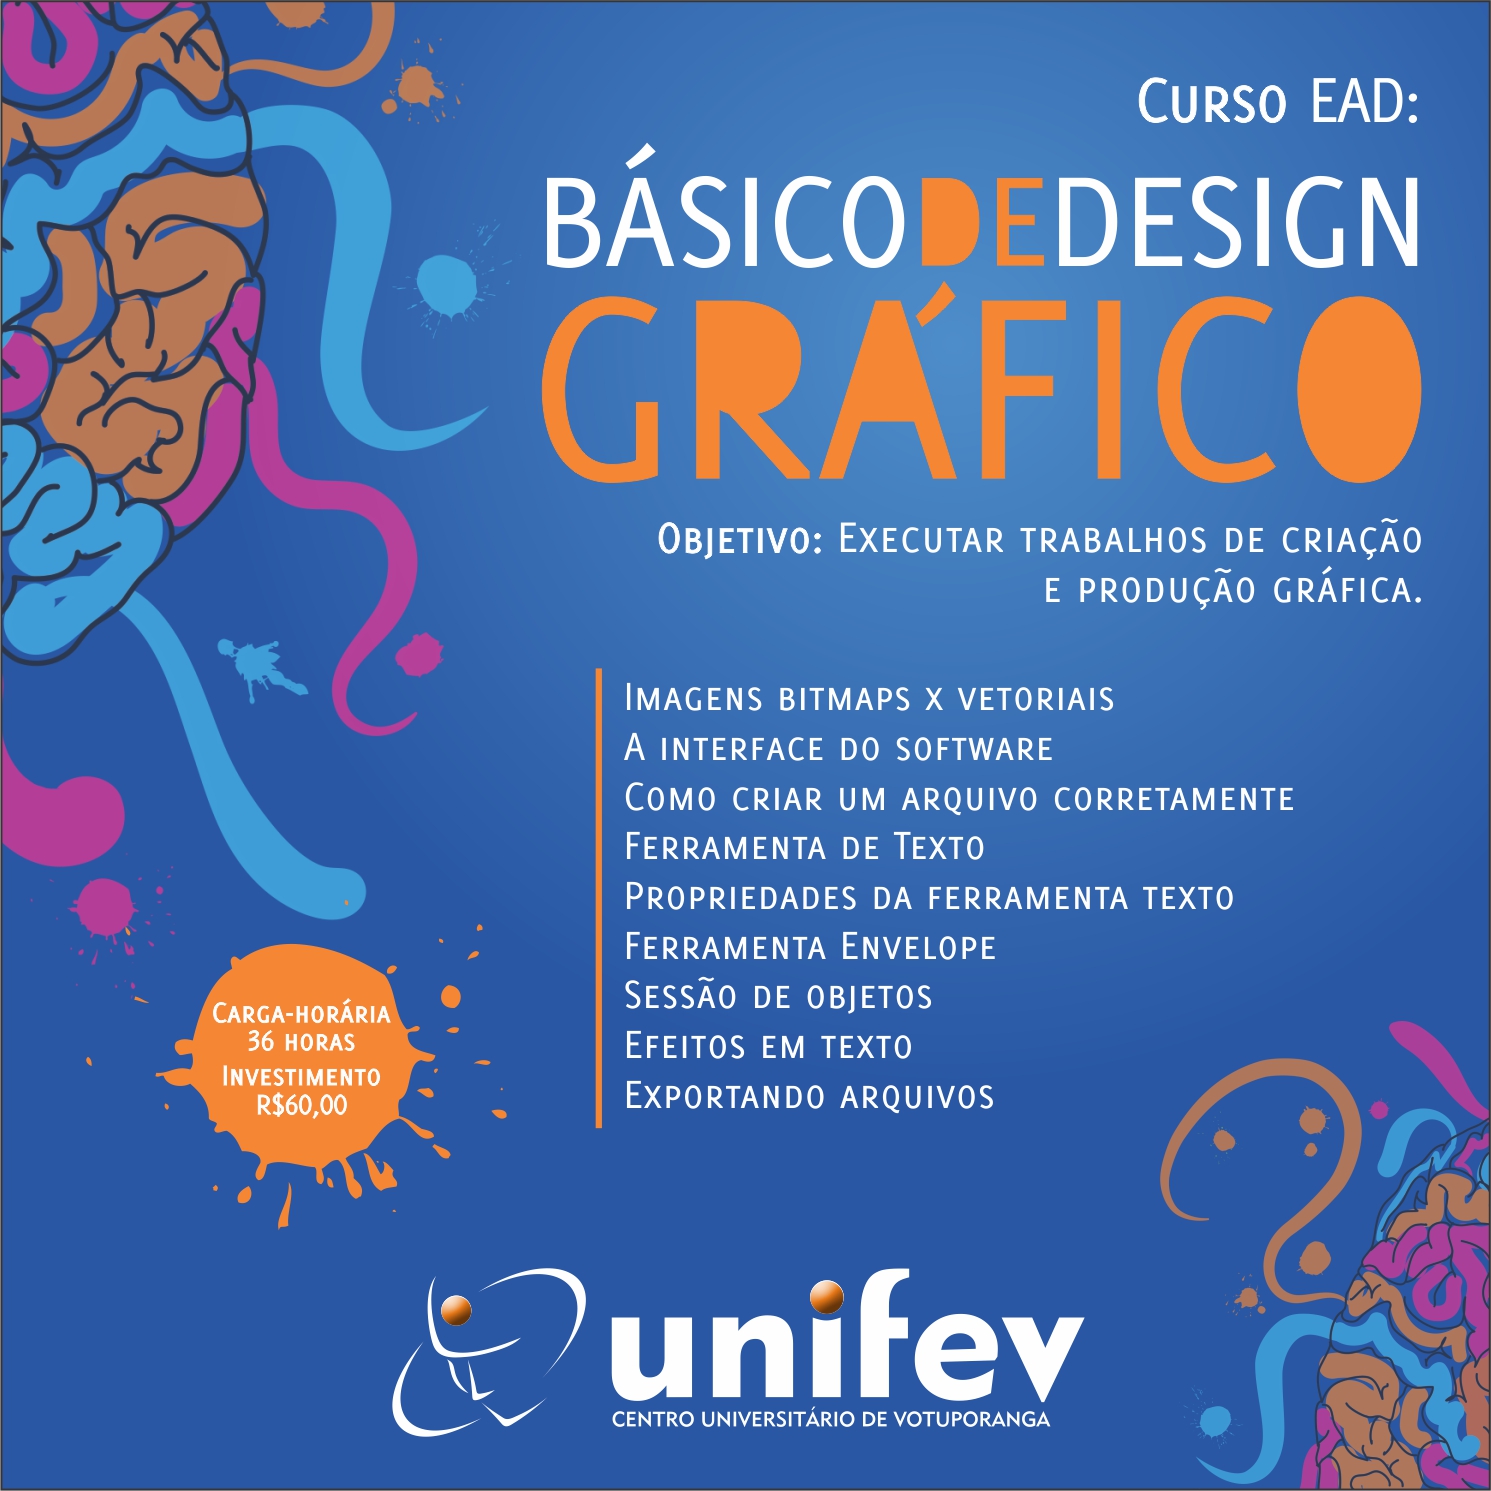 Curso EAD:
BÁSICODEDESIGN
GRÁFICO
Objetivo: Executar trabalhos de criação
e produção gráfica.
Imagens bitmaps x vetoriais
A interface do software
Como criar um arquivo corretamente
Ferramenta de Texto
Propriedades da ferramenta texto
Ferramenta Envelope
Sessão de objetos
Efeitos em texto
Exportando arquivos
Carga-horária
36 horas
Investimento
R$60,00
unifev
CENTRO UNIVERSITÁRIO DE VOTUPORANGA